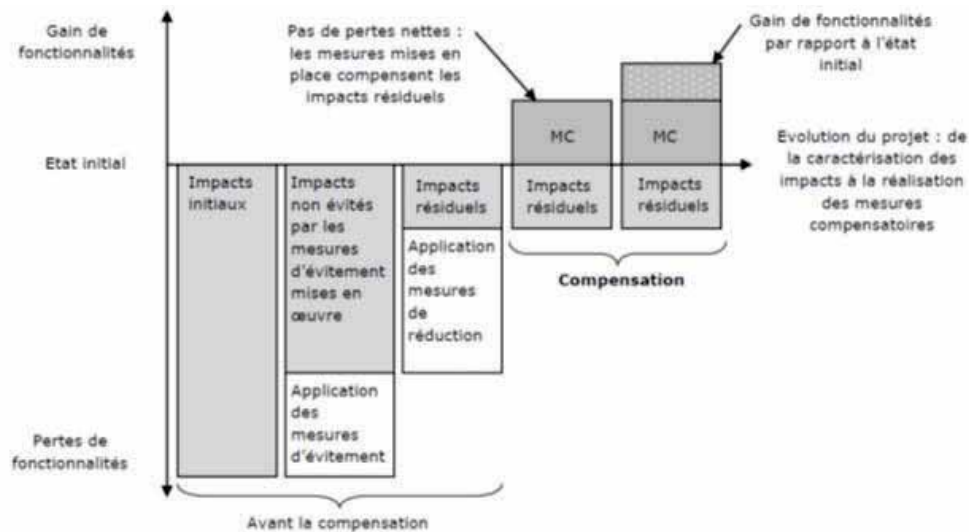 Gain de
fonctionnalités
Pas de pertes nettes :
les mesures mises en
place compensent les
impacts résiduels
Gain de fonctionnalités
par rapport à l'état
initial
MC
MC
Etat initial
Evolution du projet : de
la caractérisation des
impacts à la réalisation
des mesures
compensatoires
Impacts
initiaux
Impacts
non évités
par les
mesures
d'évitement
mises en
œuvre
Impacts
résiduels
Impacts
résiduels
Impacts
résiduels
Application
des
mesures
de
réduction
Compensation
Application
des
mesures
d'évitement
Pertes de
fonctionnalités
Avant la compensation